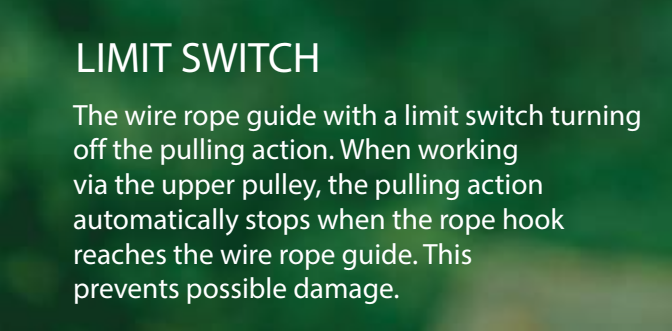 LIMIT SWITCH
The wire rope guide with a limit switch turning
off the pulling action. When working
via the upper pulley, the pulling action
automatically stops when the rope hook
reaches the wire rope guide. This
prevents possible damage.